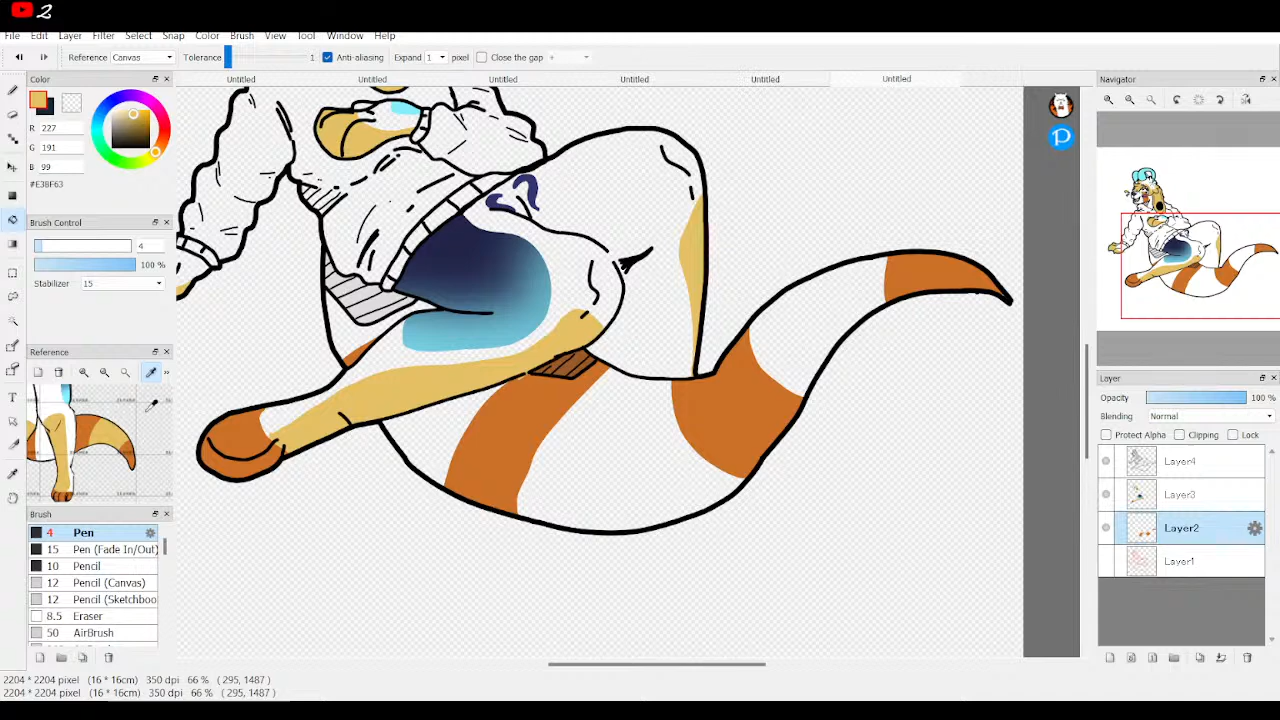 2
File Edit Layer Filter Select Snap Color Brush View Tool Window Help
Reference Canvas Tolerance 1 Anti-aliasing Expand 1 pixel Close the gap
Color Untitled Untitled Untitled Untitled Untitled Untitled Navigator
R 227
G 191
B 99
#E3BF63
Brush Control
4
100 %
Stabilizer 15
Reference
Brush
4 Pen
15 Pen (Fade In/Out)
10 Pencil
12 Pencil (Canvas)
12 Pencil (Sketchboo
8.5 Eraser
50 AirBrush
Layer
Opacity 100 %
Blending Normal
Protect Alpha Clipping Lock
Layer4
Layer3
Layer2
Layer1
2204 * 2204 pixel (16 * 16cm) 350 dpi 66 % ( 295, 1487 )
2204 * 2204 pixel (16 * 16cm) 350 dpi 66 % ( 295, 1487 )